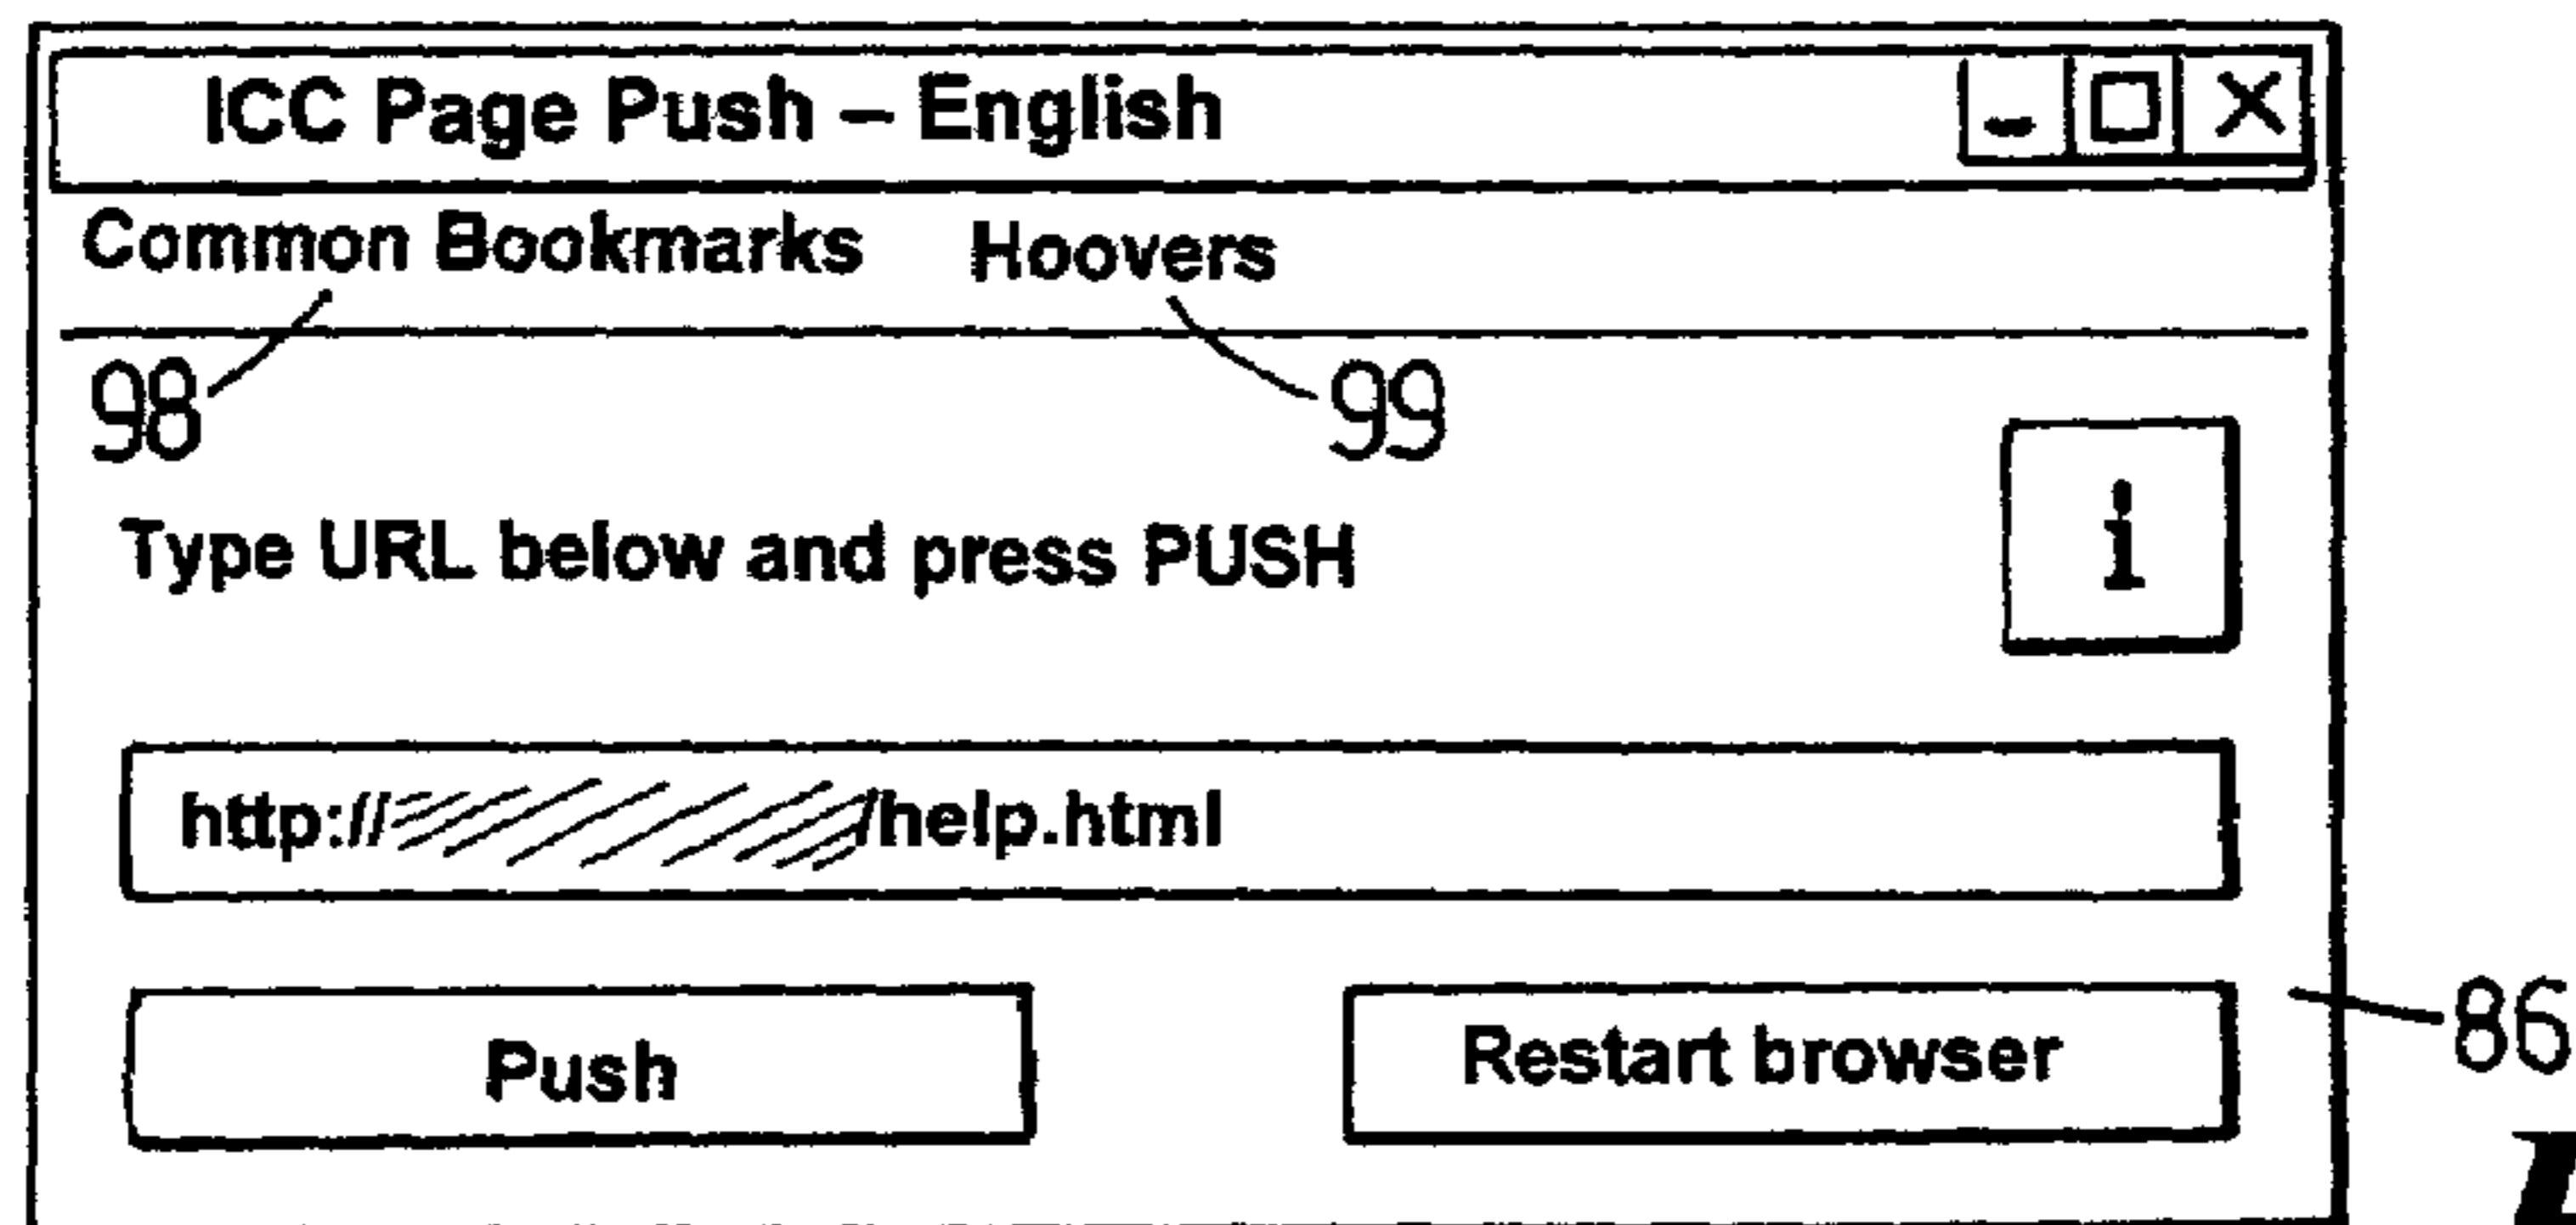 ICC Page Push – English
Common Bookmarks Hoovers
98 99
Type URL below and press PUSH
i
http:// /help.html
Push Restart browser
86